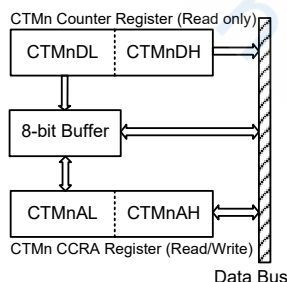 CTMn Counter Register (Read only)
CTMnDL CTMnDH
8-bit Buffer
CTMnAL CTMnAH
CTMn CCRA Register (Read/Write)
Data Bus